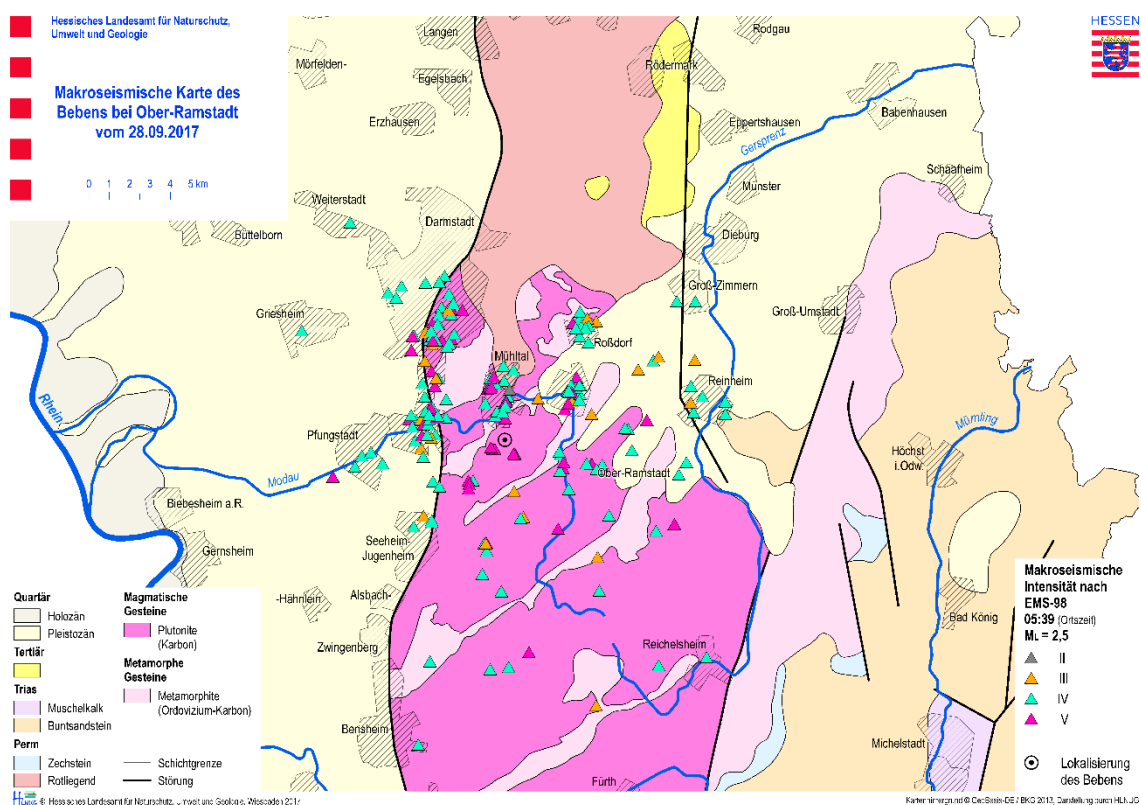 Hessisches Landesamt für Naturschutz,
Umwelt und Geologie
Makroseismische Karte des
Bebens bei Ober-Ramstadt
vom 28.09.2017
0 1 2 3 4 5 km
HESSEN
Langen
Rodgau
Mörfelden-
Egelsbach
Rödermark
Erzhausen
Eppertshausen
Babenhausen
Gersprenz
Schaafheim
Münster
Weiterstadt
Darmstadt
Büttelborn
Dieburg
Groß-Zimmern
Griesheim
Groß-Umstadt
Roßdorf
Mühltal
Reinheim
Rhein
Pfungstadt
Mümling
Höchst
i.Odw.
Modau
Ober-Ramstadt
Biebesheim a.R.
Gernsheim
Seeheim-
Jugenheim
-Hähnlein
Alsbach-
Bad König
Zwingenberg
Reichelsheim
Bensheim
Michelstadt
Fürth
Quartär
Holozän
Pleistozän
Tertiär
Trias
Muschelkalk
Buntsandstein
Perm
Zechstein
Rotliegend
Magmatische
Gesteine
Plutonite
(Karbon)
Metamorphe
Gesteine
Metamorphite
(Ordovizium-Karbon)
Schichtgrenze
Störung
Makroseismische
Intensität nach
EMS-98
05:39 (Ortszeit)
ML = 2,5
II
III
IV
V
Lokalisierung
des Bebens
© Hessisches Landesamt für Naturschutz, Umwelt und Geologie, Wiesbaden 2017
Kartenhintergrund © GeoBasis-DE / BKG 2013, Darstellung durch HLNUG